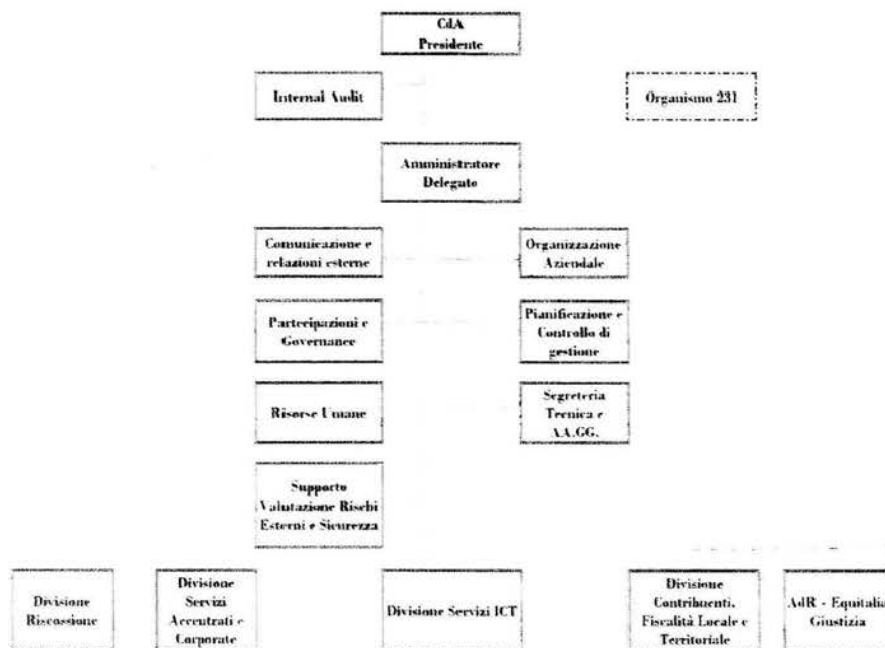 CdA
Presidente
Internal Audit
Organismo 231
Amministratore
Delegato
Comunicazione e
relazioni esterne
Organizzazione
Aziendale
Partecipazioni e
Governance
Pianificazione e
Controllo di
gestione
Risorse Umane
Segreteria
Tecnica e
AA.GG.
Supporto
Valutazione Rischi
Esterni e Sicurezza
Divisione
Riscossione
Divisione
Servizi
Accentrati e
Corporate
Divisione Servizi ICT
Divisione
Contribuenti,
Fiscalità Locale e
Territoriale
AdR - Equitalia
Giustizia